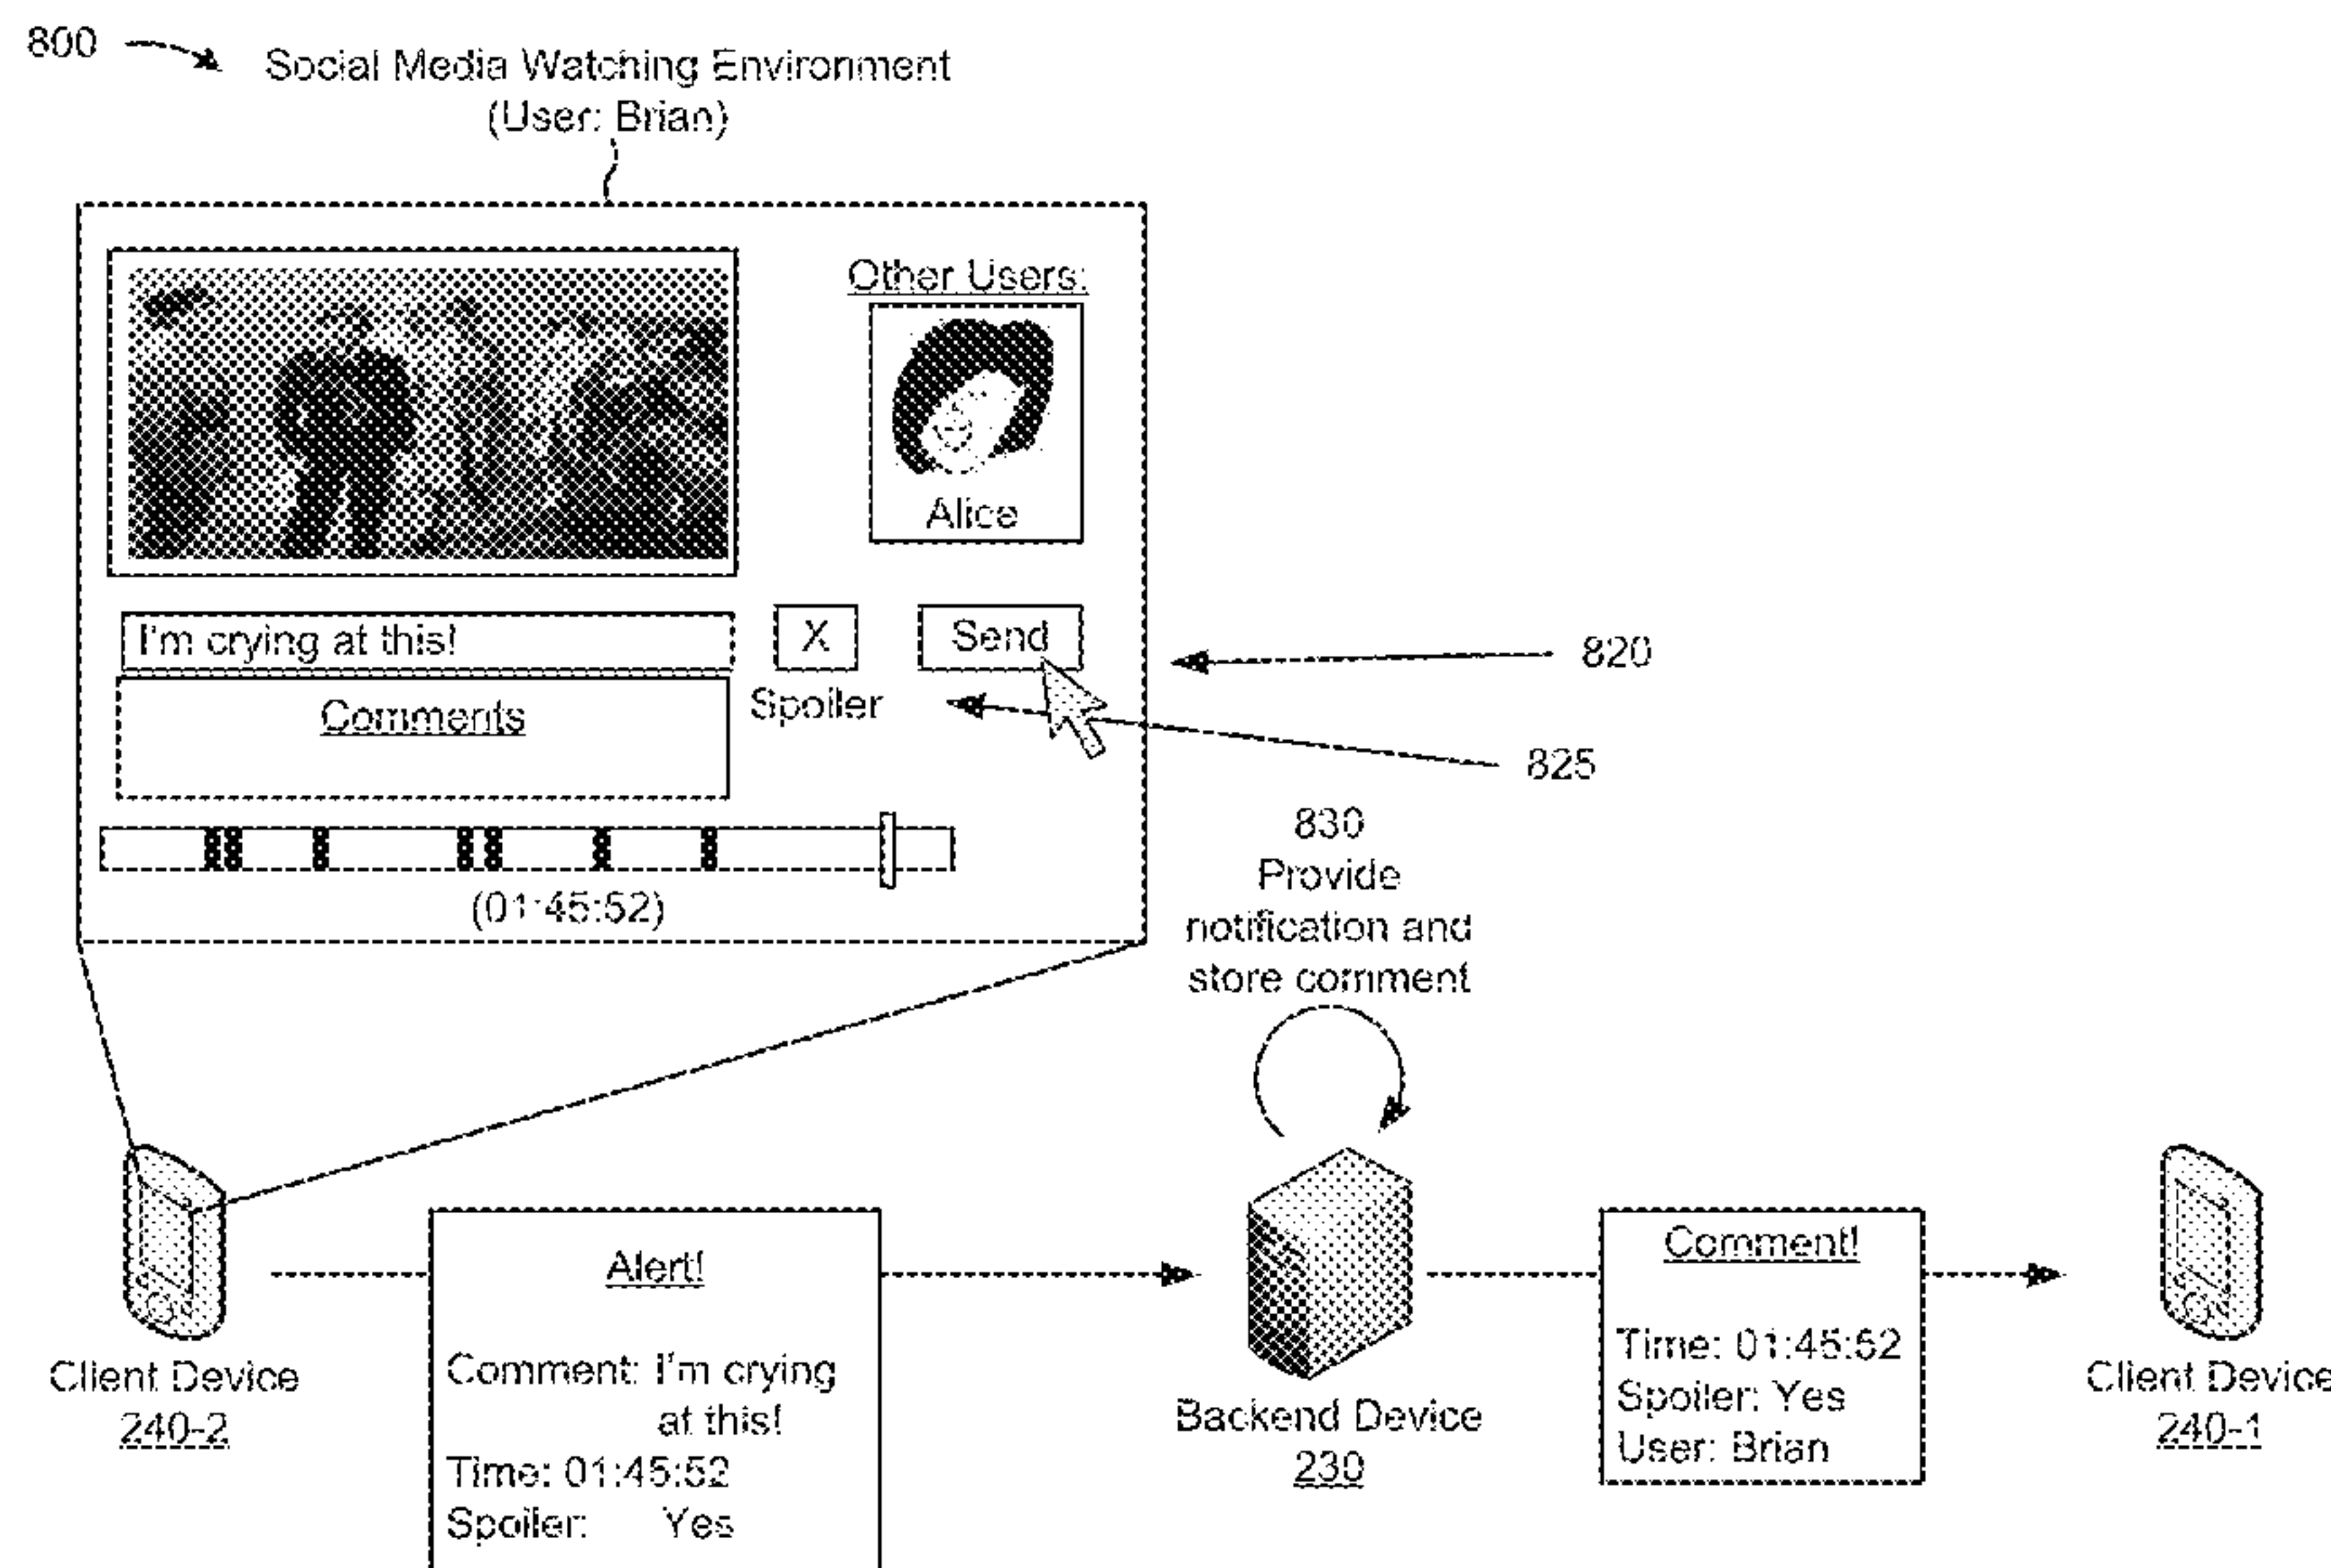 800
Social Media Watching Environment
(User: Brian)
Other Users:
Alice
I'm crying at this!
X
Send
Spoiler
Comments
(01:45:52)
820
825
830
Provide
notification and
store comment
Alert!
Comment: I'm crying
at this!
Time: 01:45:52
Spoiler: Yes
Comment!
Time: 01:45:52
Spoiler: Yes
User: Brian
Client Device
240-2
Backend Device
230
Client Device
240-1